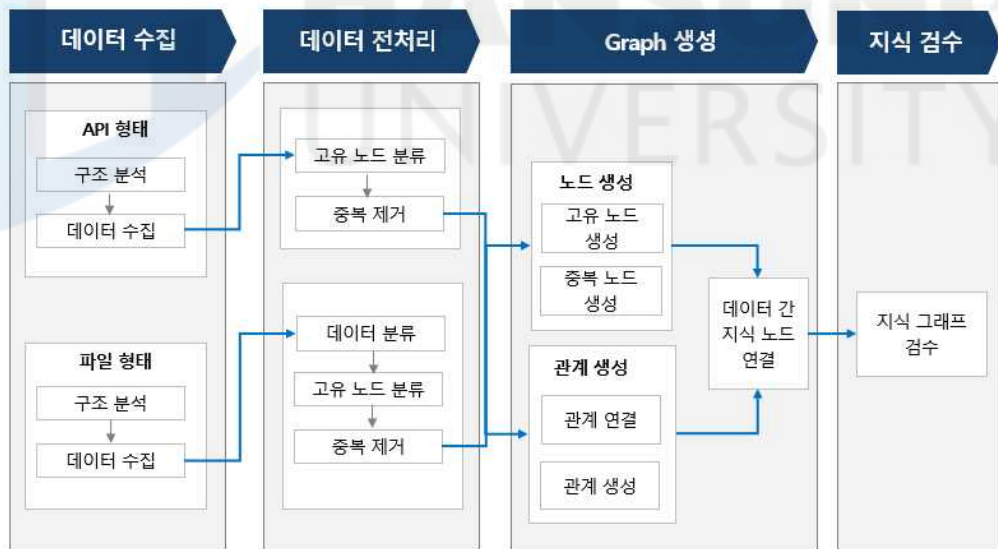 데이터 수집
데이터 전처리
Graph 생성
지식 검수
UNIVERSITY
API 형태
구조 분석
데이터 수집
파일 형태
구조 분석
데이터 수집
고유 노드 분류
중복 제거
데이터 분류
고유 노드 분류
중복 제거
노드 생성
고유 노드
생성
중복 노드
생성
관계 생성
관계 연결
관계 생성
데이터 간
지식 노드
연결
지식 그래프
검수